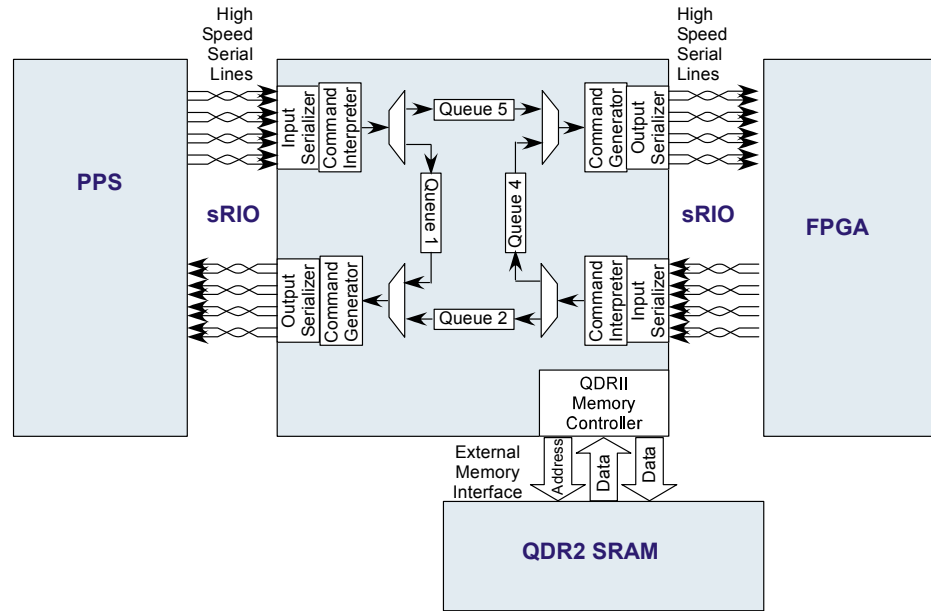 High
Speed
Serial
Lines
High
Speed
Serial
Lines
PPS
sRIO
Input
Serializer
Command
Interpreter
Queue 5
Command
Generator
Output
Serializer
sRIO
FPGA
Queue 1
Queue 4
Output
Serializer
Command
Generator
Queue 2
Command
Interpreter
Input
Serializer
QDRII
Memory
Controller
External
Memory
Interface
Address
Data
Data
QDR2 SRAM